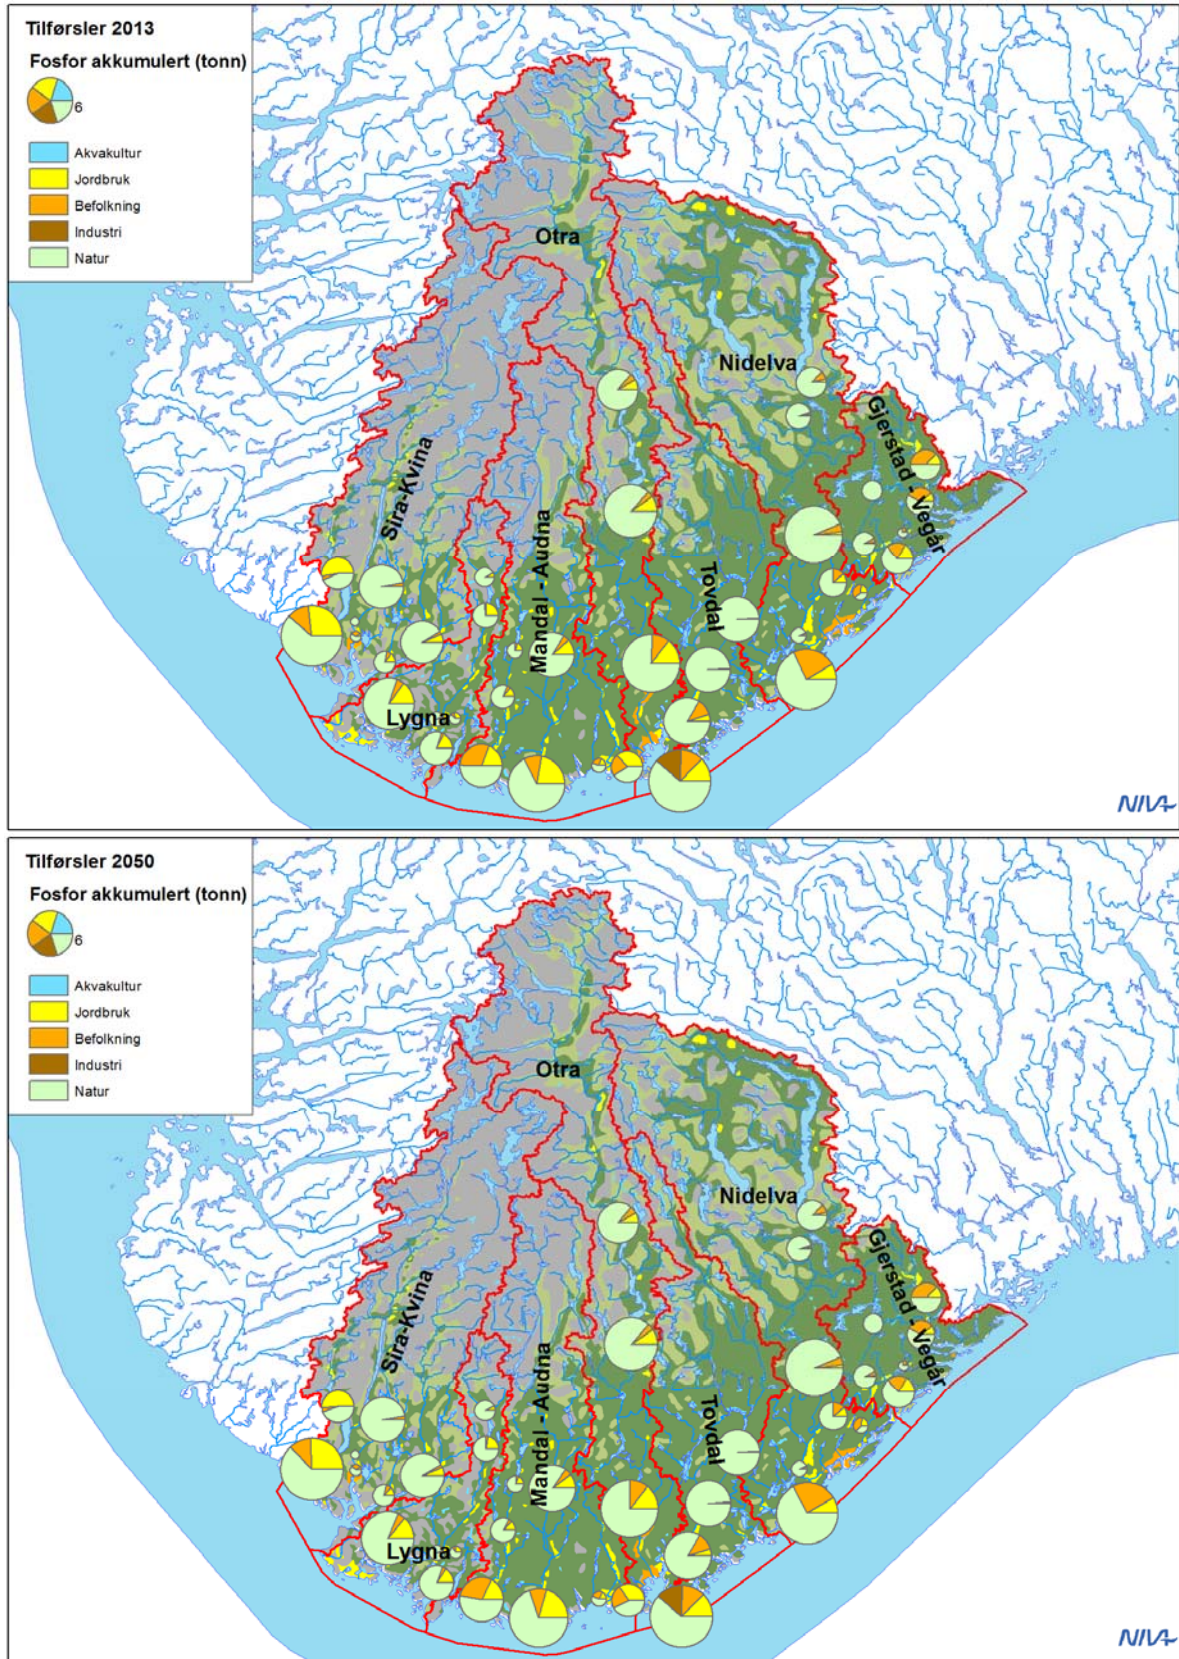 Tilførsler 2013
Fosfor akkumulert (tonn)
6
Akvakultur
Jordbruk
Befolkning
Industri
Natur
Otra
Nidelva
Gjerstad - Vegår
Sira-Kvina
Mandal - Audna
Tovdal
Lygna
NIVA
Tilførsler 2050
Fosfor akkumulert (tonn)
6
Akvakultur
Jordbruk
Befolkning
Industri
Natur
Otra
Nidelva
Gjerstad - Vegår
Sira-Kvina
Mandal - Audna
Tovdal
Lygna
NIVA